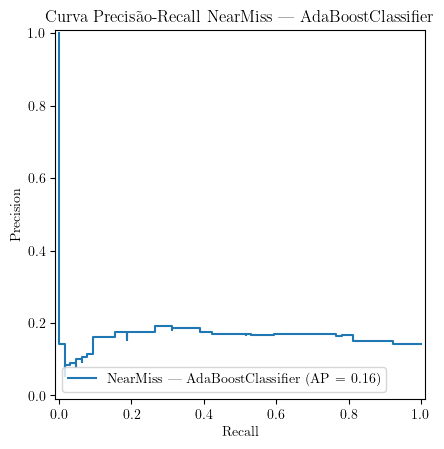 Curva Precisão-Recall NearMiss — AdaBoostClassifier
1.0
0.8
0.6
0.4
0.2
0.0
Precision
NearMiss — AdaBoostClassifier (AP = 0.16)
0.0 0.2 0.4 0.6 0.8 1.0
Recall